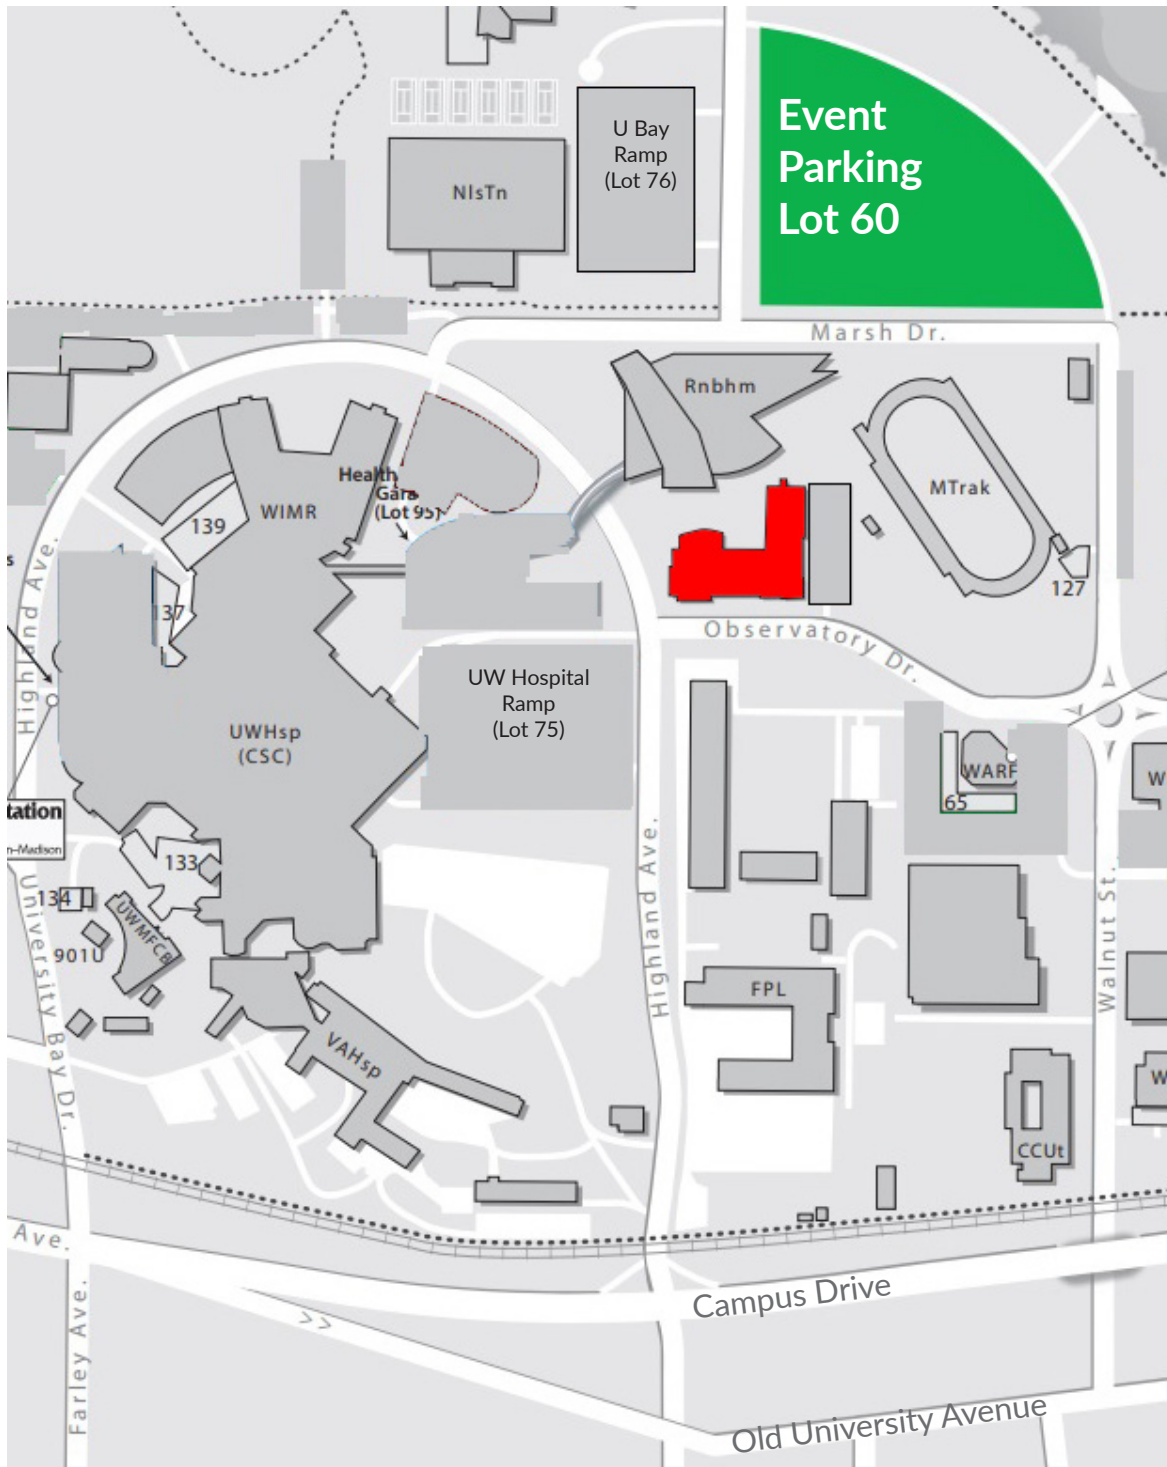 Event
Parking
Lot 60
U Bay
Ramp
(Lot 76)
NlsTn
Marsh Dr.
Rnbhm
MTrak
127
WIMR
139
137
Health
(Lot 95)
Highland Ave.
Observatory Dr.
UW Hospital
Ramp
(Lot 75)
UWHsp
(CSC)
WARF
65
W
tation
n–Madison
133
134
UWMFCB
901U
University Bay Dr.
Highland Ave.
Walnut St.
FPL
VAHsp
W
CCUt
Ave.
Farley Ave.
>>
Campus Drive
Old University Avenue